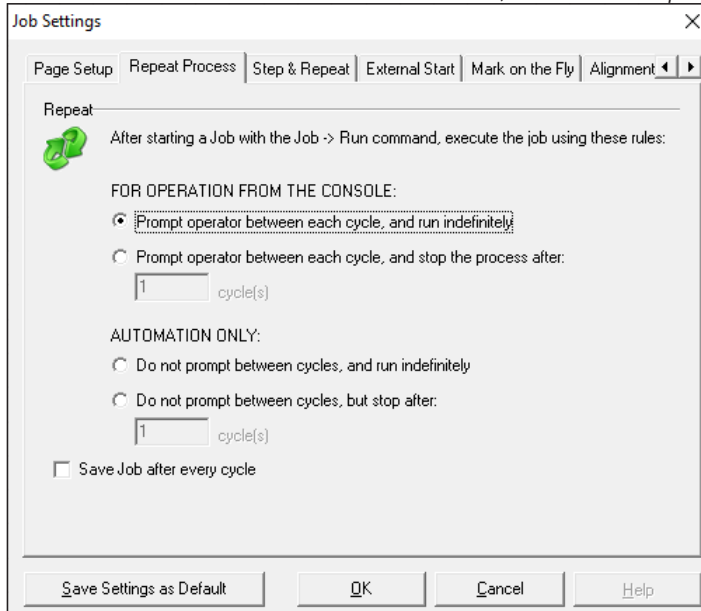 Job Settings
Page Setup Repeat Process Step & Repeat External Start Mark on the Fly Alignment
Repeat
After starting a Job with the Job -> Run command, execute the job using these rules:
FOR OPERATION FROM THE CONSOLE:
Prompt operator between each cycle, and run indefinitely
Prompt operator between each cycle, and stop the process after:
1 cycle(s)
AUTOMATION ONLY:
Do not prompt between cycles, and run indefinitely
Do not prompt between cycles, but stop after:
1 cycle(s)
Save Job after every cycle
Save Settings as Default OK Cancel Help